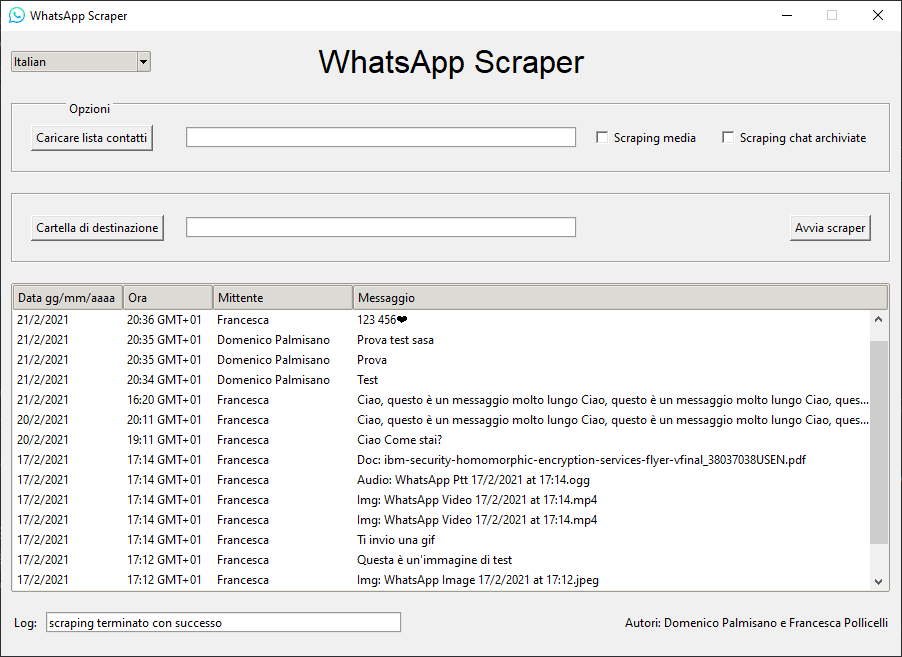 WhatsApp Scraper
Italian
WhatsApp Scraper
Opzioni
Caricare lista contatti Scraping media Scraping chat archiviate
Cartella di destinazione Avvia scraper
Data gg/mm/aaaa Ora Mittente Messaggio
21/2/2021 20:36 GMT+01 Francesca 123 456❤
21/2/2021 20:35 GMT+01 Domenico Palmisano Prova test sasa
21/2/2021 20:35 GMT+01 Domenico Palmisano Prova
21/2/2021 20:34 GMT+01 Domenico Palmisano Test
21/2/2021 16:20 GMT+01 Francesca Ciao, questo è un messaggio molto lungo Ciao, questo è un messaggio molto lungo Ciao, ques...
20/2/2021 20:11 GMT+01 Francesca Ciao, questo è un messaggio molto lungo Ciao, questo è un messaggio molto lungo Ciao, ques...
20/2/2021 19:11 GMT+01 Francesca Ciao Come stai?
17/2/2021 17:14 GMT+01 Francesca Doc: ibm-security-homomorphic-encryption-services-flyer-vfinal_38037038USEN.pdf
17/2/2021 17:14 GMT+01 Francesca Audio: WhatsApp Ptt 17/2/2021 at 17:14.ogg
17/2/2021 17:14 GMT+01 Francesca Img: WhatsApp Video 17/2/2021 at 17:14.mp4
17/2/2021 17:14 GMT+01 Francesca Img: WhatsApp Video 17/2/2021 at 17:14.mp4
17/2/2021 17:14 GMT+01 Francesca Ti invio una gif
17/2/2021 17:12 GMT+01 Francesca Questa è un'immagine di test
17/2/2021 17:12 GMT+01 Francesca Img: WhatsApp Image 17/2/2021 at 17:12.jpeg
Log: scraping terminato con successo Autori: Domenico Palmisano e Francesca Pollicelli